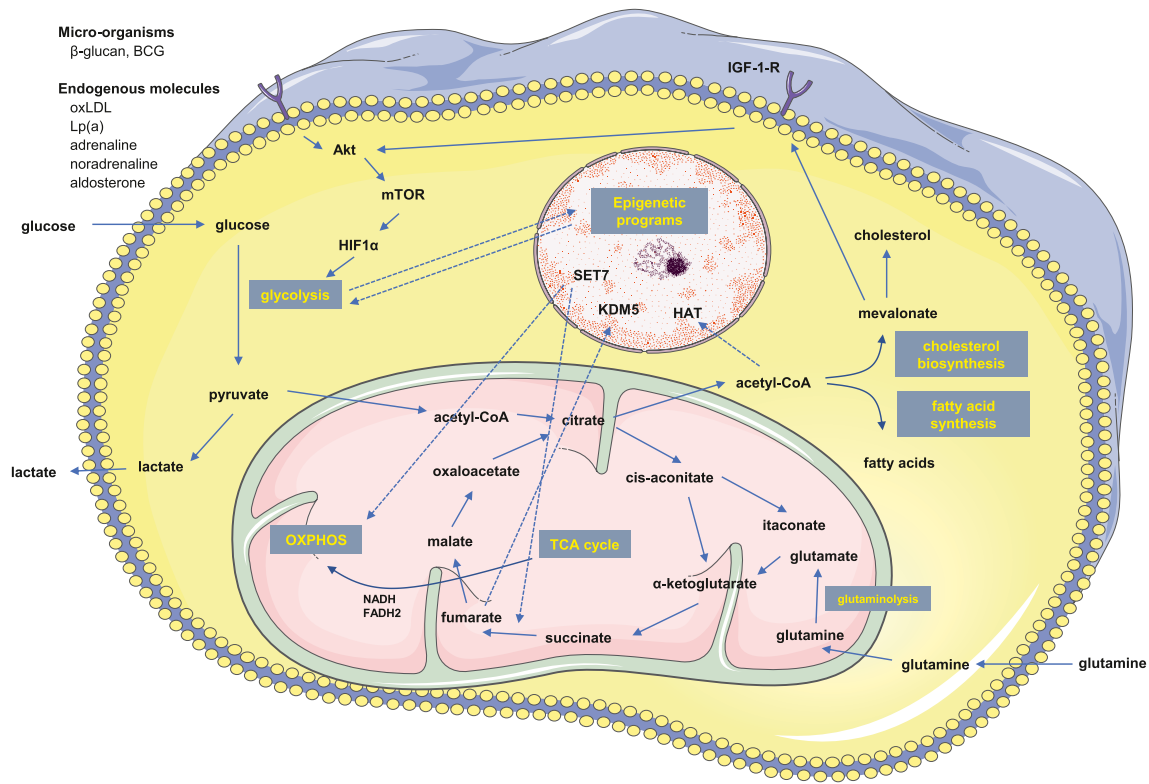 Micro-organisms
β-glucan, BCG
Endogenous molecules
oxLDL
Lp(a)
adrenaline
noradrenaline
aldosterone
IGF-1-R
Akt
mTOR
HIF1α
glucose
glucose
glycolysis
Epigenetic
programs
SET7
KDM5
HAT
cholesterol
mevalonate
cholesterol
biosynthesis
acetyl-CoA
fatty acid
synthesis
fatty acids
pyruvate
lactate
lactate
acetyl-CoA
citrate
oxaloacetate
cis-aconitate
itaconate
OXPHOS
malate
TCA cycle
glutamate
α-ketoglutarate
NADH
FADH2
glutaminolysis
fumarate
succinate
glutamine
glutamine
glutamine